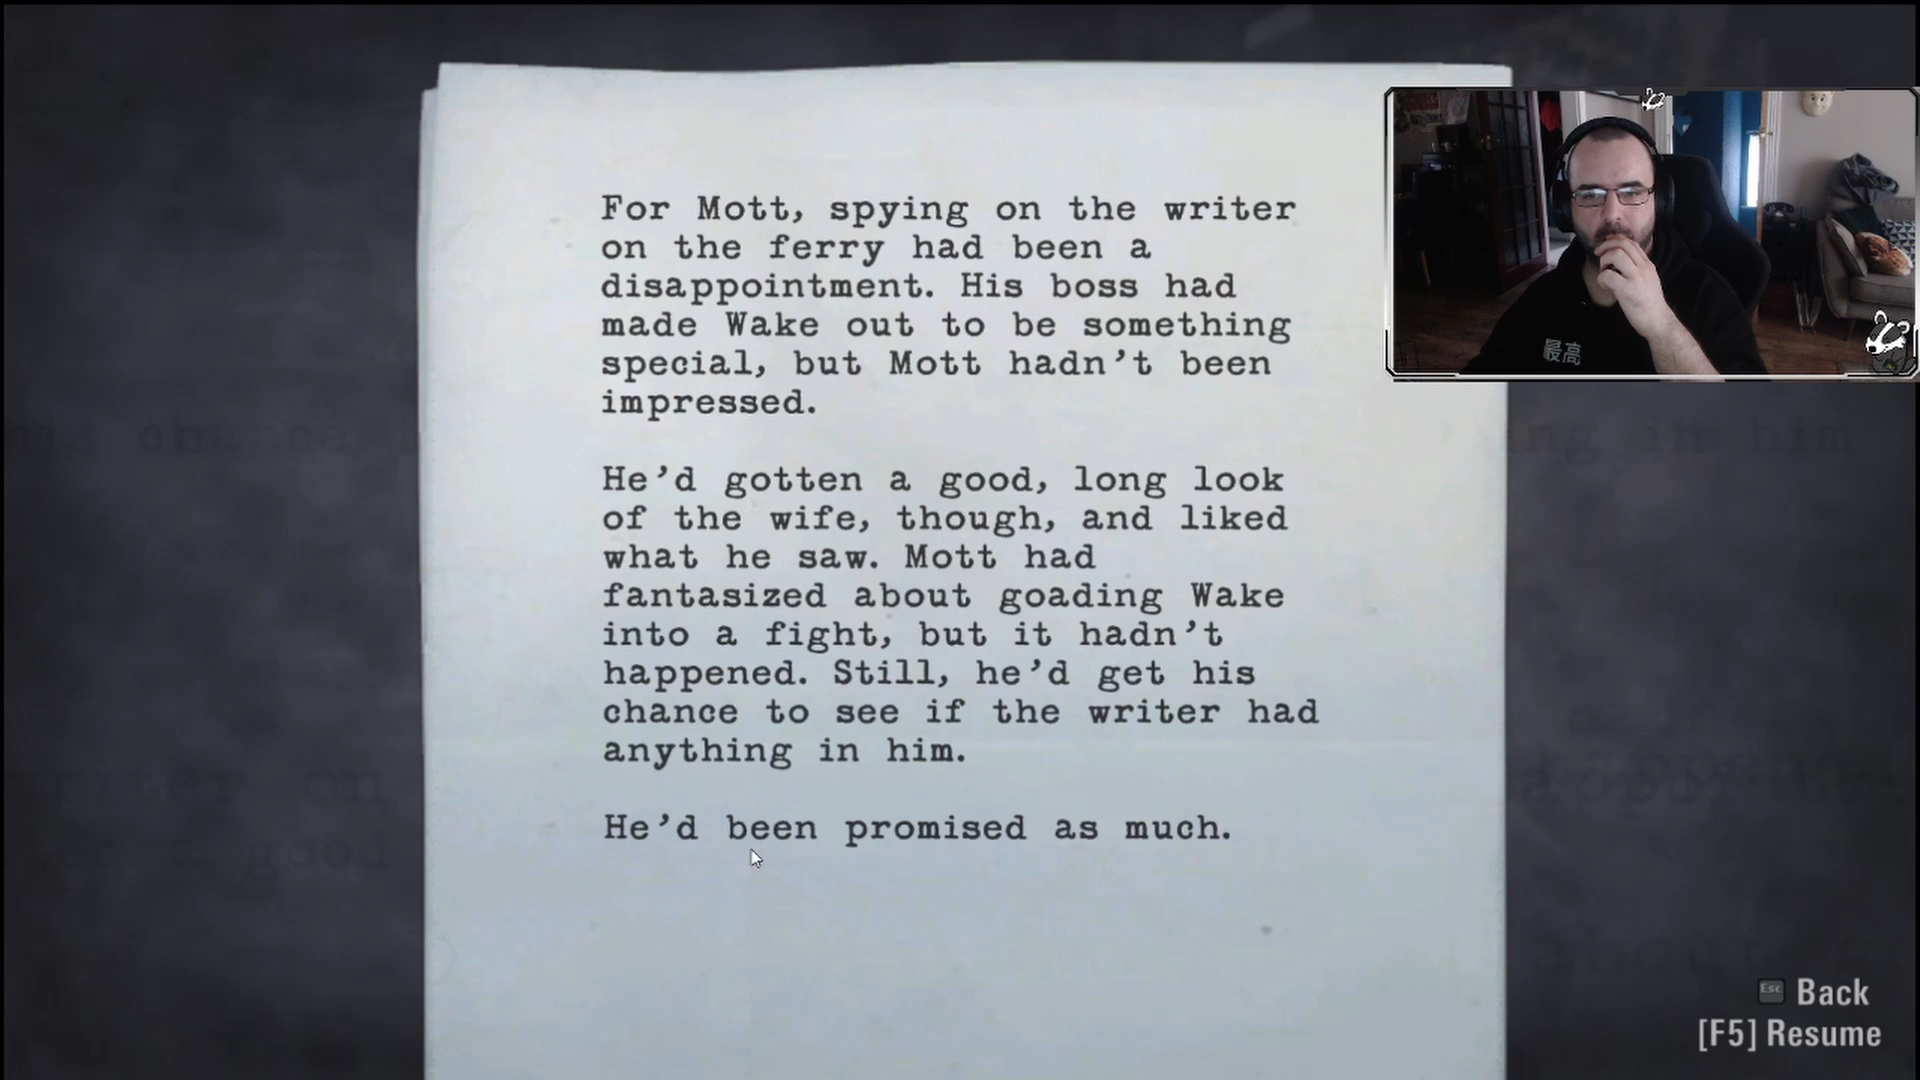 For Mott, spying on the writer
on the ferry had been a
disappointment. His boss had
made Wake out to be something
special, but Mott hadn’t been
impressed.
He’d gotten a good, long look
of the wife, though, and liked
what he saw. Mott had
fantasized about goading Wake
into a fight, but it hadn’t
happened. Still, he’d get his
chance to see if the writer had
anything in him.
He’d been promised as much.
最高
Esc Back
[F5] Resume